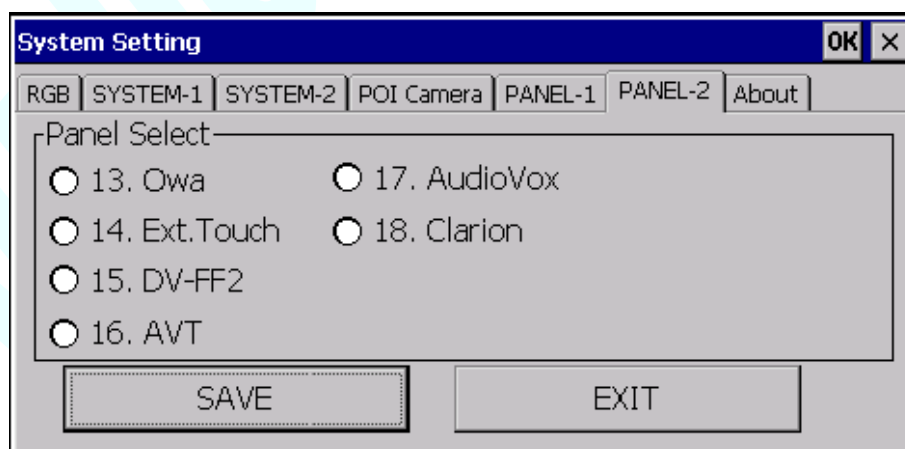 System Setting OK ×
RGB SYSTEM-1 SYSTEM-2 POI Camera PANEL-1 PANEL-2 About
Panel Select
13. Owa 17. AudioVox
14. Ext.Touch 18. Clarion
15. DV-FF2
16. AVT
SAVE EXIT